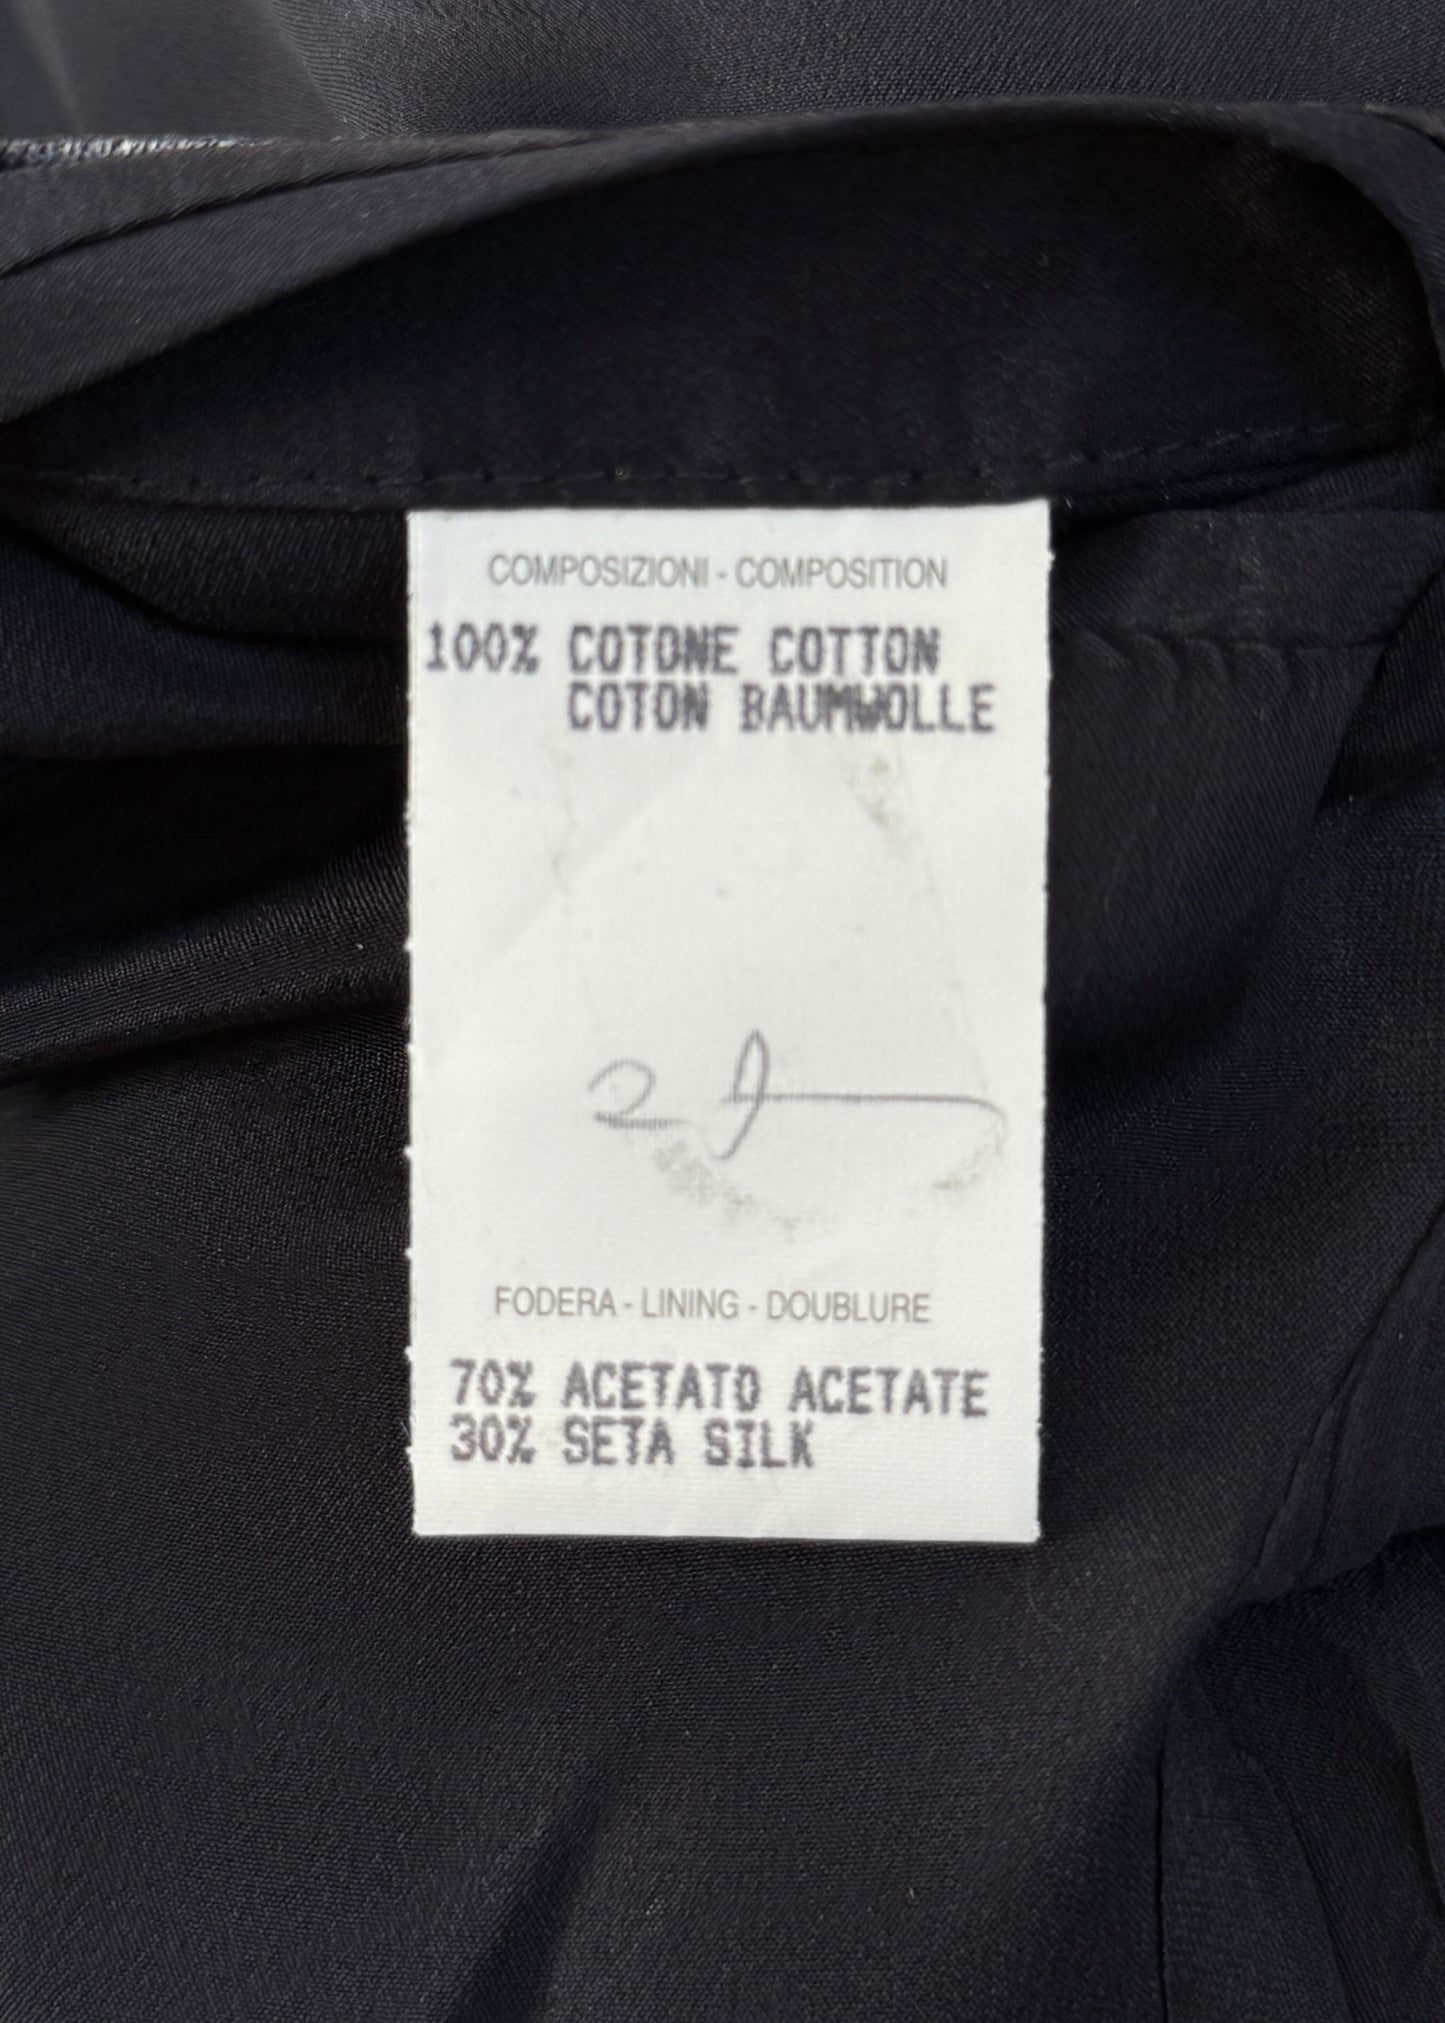 COMPOSIZIONI - COMPOSITION
100% COTONE COTTON
COTON BAUMWOLLE
FODERA - LINING - DOUBLURE
70% ACETATO ACETATE
30% SETA SILK